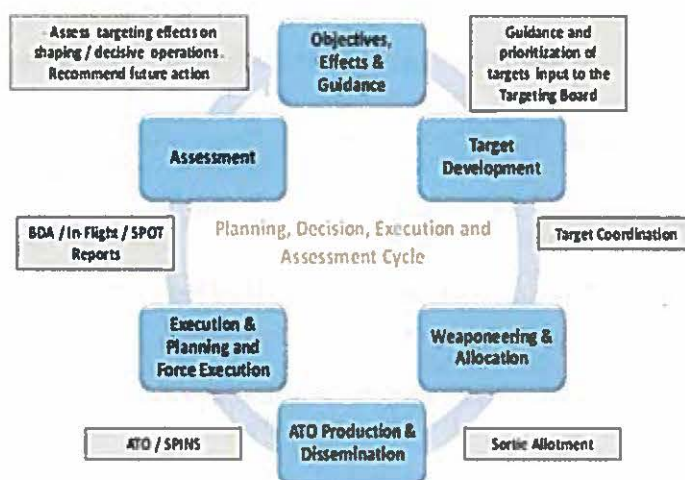 Assess targeting effects on
shaping / decisive operations.
Recommend future action
Objectives,
Effects &
Guidance
Guidance and
prioritization of
targets input to the
Targeting Board
Assessment
Target
Development
BDA / In Flight / SPOT
Reports
Planning, Decision, Execution and
Assessment Cycle
Target Coordination
Execution &
Planning and
Force Execution
Weaponeering &
Allocation
ATO / SPINS
ATO Production &
Dissemination
Sortie Allotment